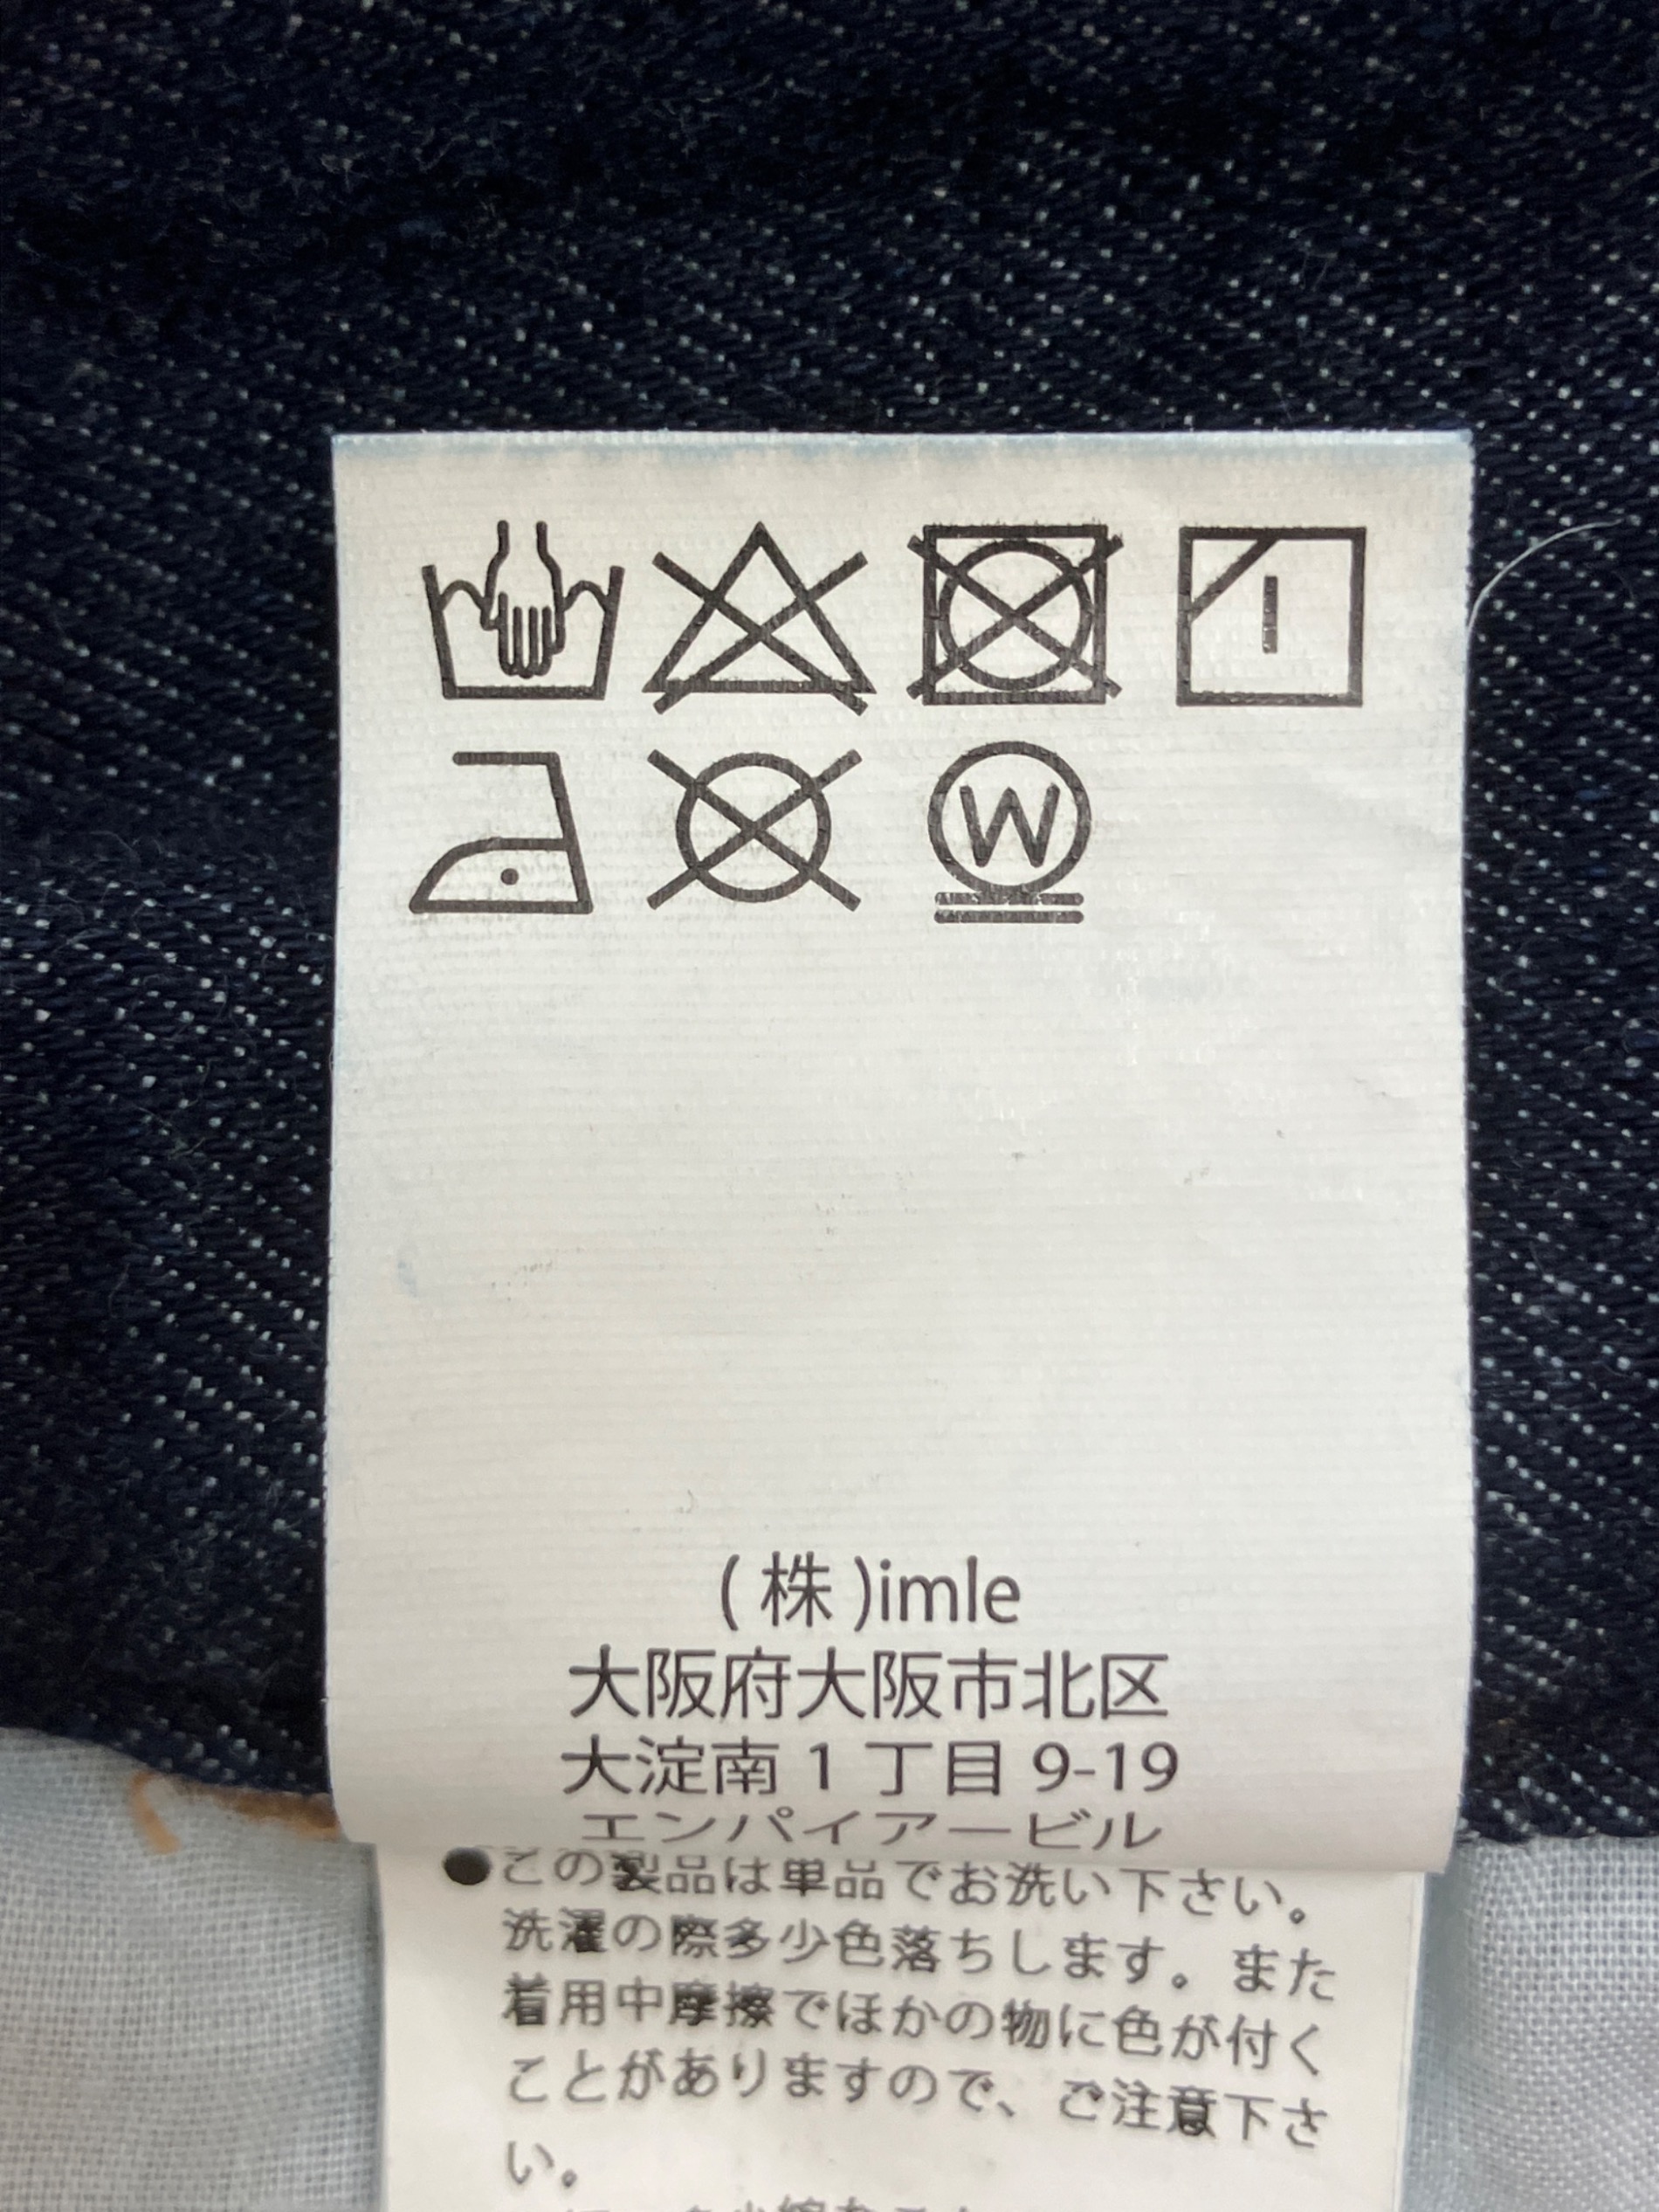 W
( 株 )imle
大阪府大阪市北区
大淀南 1 丁目 9-19
エンパイアービル
●この製品は単品でお洗い下さい。
洗濯の際多少色落ちします。また
着用中摩擦でほかの物に色が付く
ことがありますので、ご注意下さ
い。